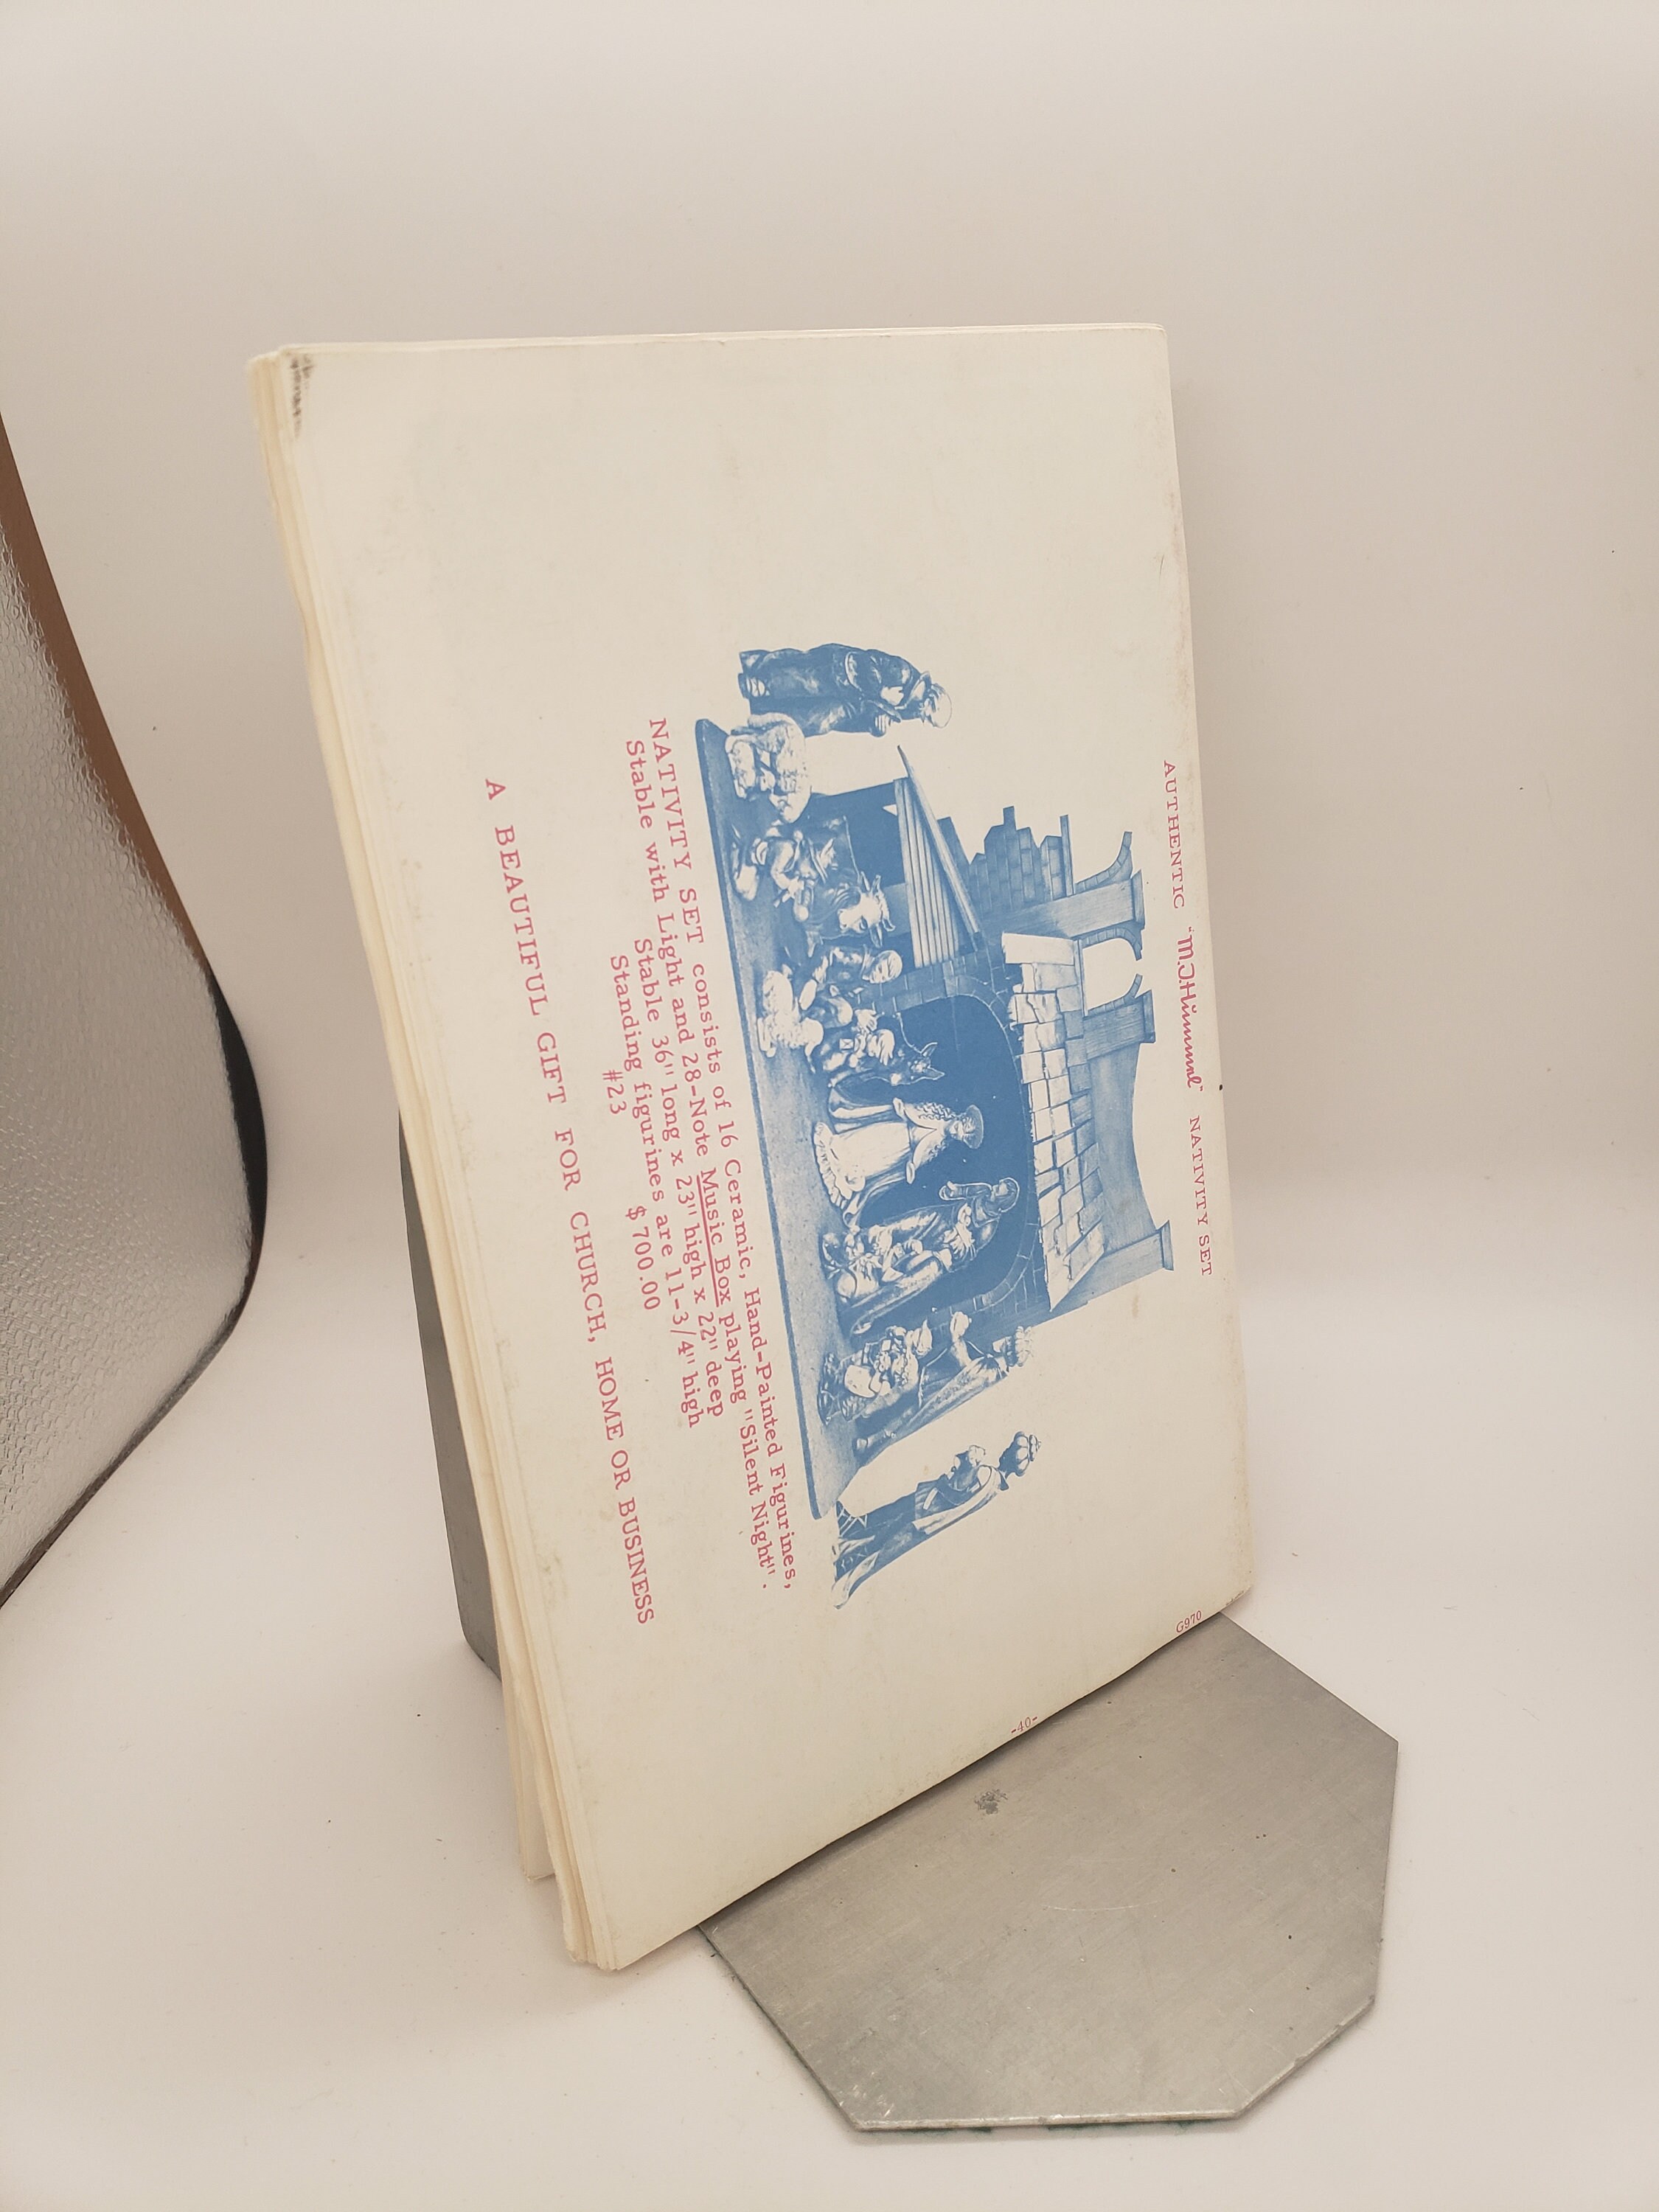 AUTHENTIC "M.J.Hummel" NATIVITY SET
NATIVITY SET consists of 16 Ceramic, Hand-Painted Figurines,
Stable with Light and 28-Note Music Box playing "Silent Night".
Stable 36" long x 23" high x 22" deep
Standing figurines are 11-3/4" high
#23 $700.00
A BEAUTIFUL GIFT FOR CHURCH, HOME OR BUSINESS
G970
-40-